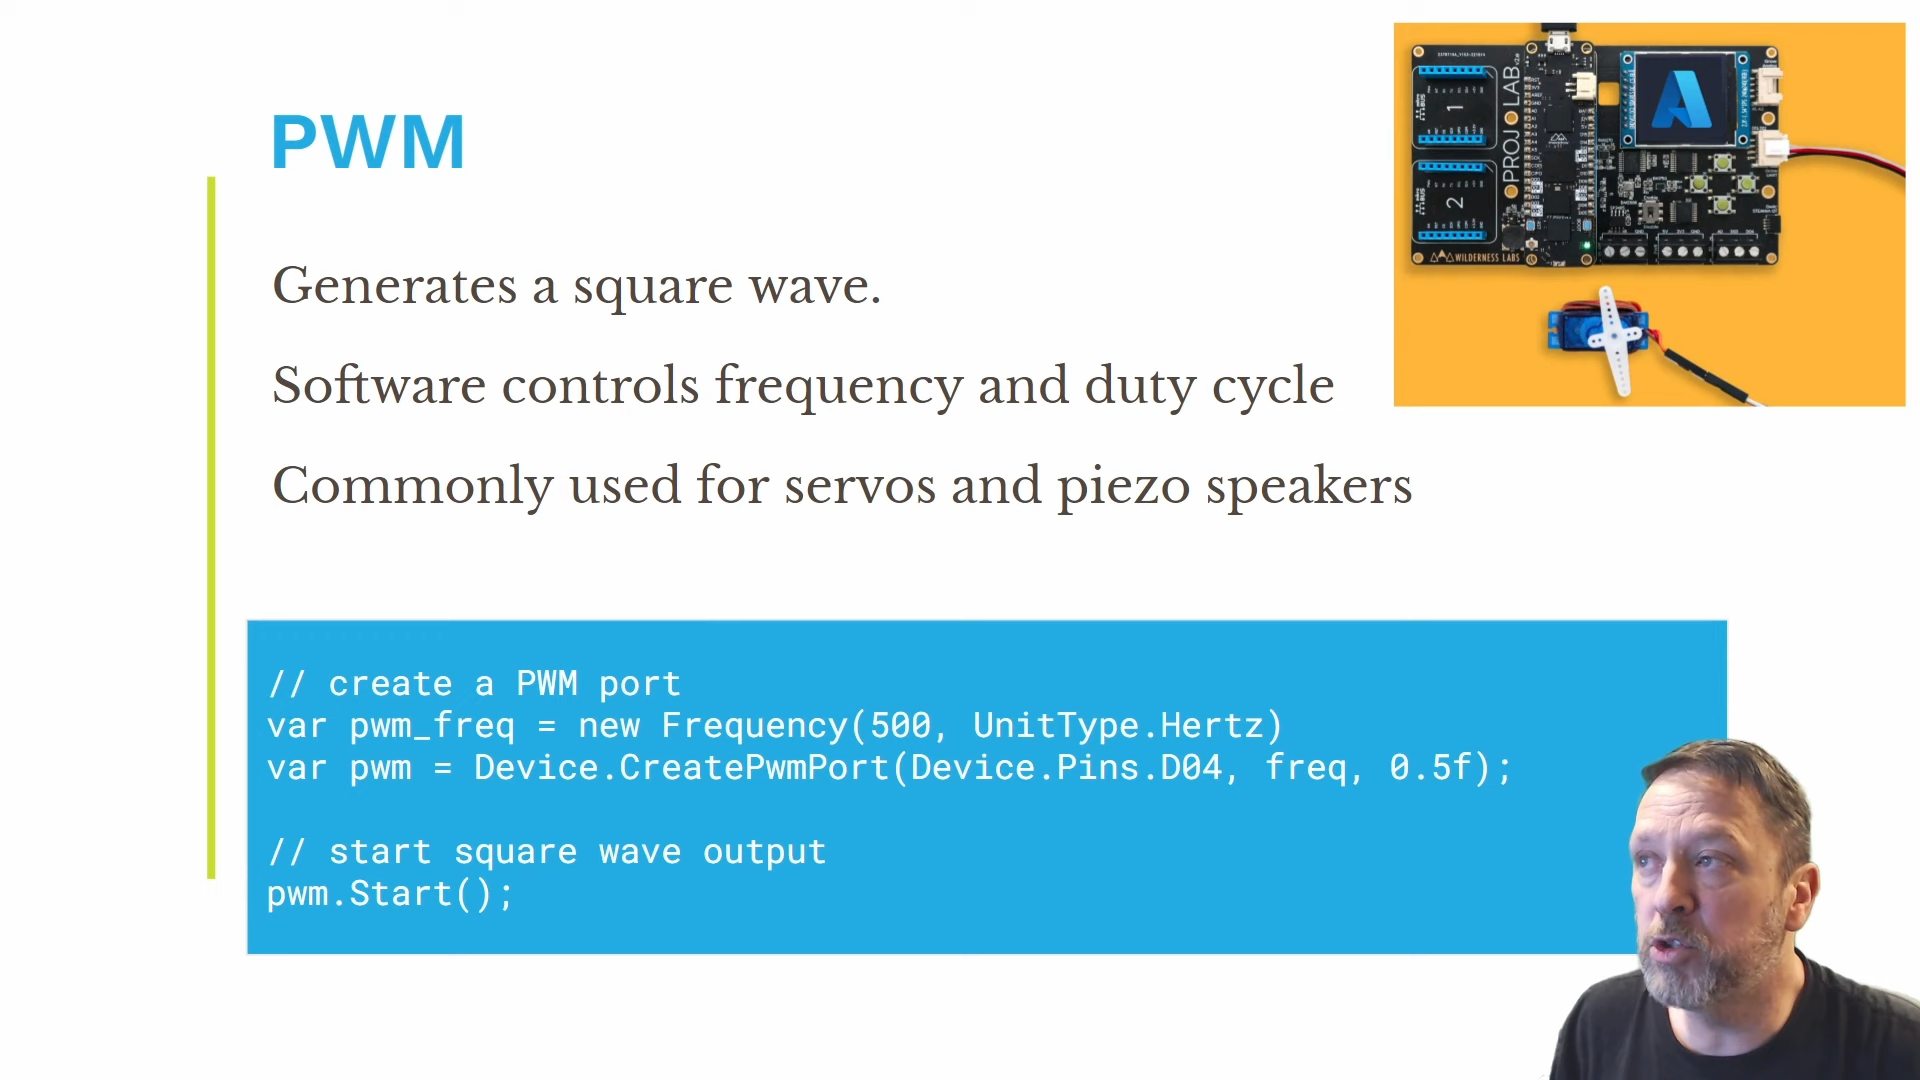 PWM
Generates a square wave.
Software controls frequency and duty cycle
Commonly used for servos and piezo speakers
PROJ LAB
1
2
WILDERNESS LABS
// create a PWM port
var pwm_freq = new Frequency(500, UnitType.Hertz)
var pwm = Device.CreatePwmPort(Device.Pins.D04, freq, 0.5f);
// start square wave output
pwm.Start();